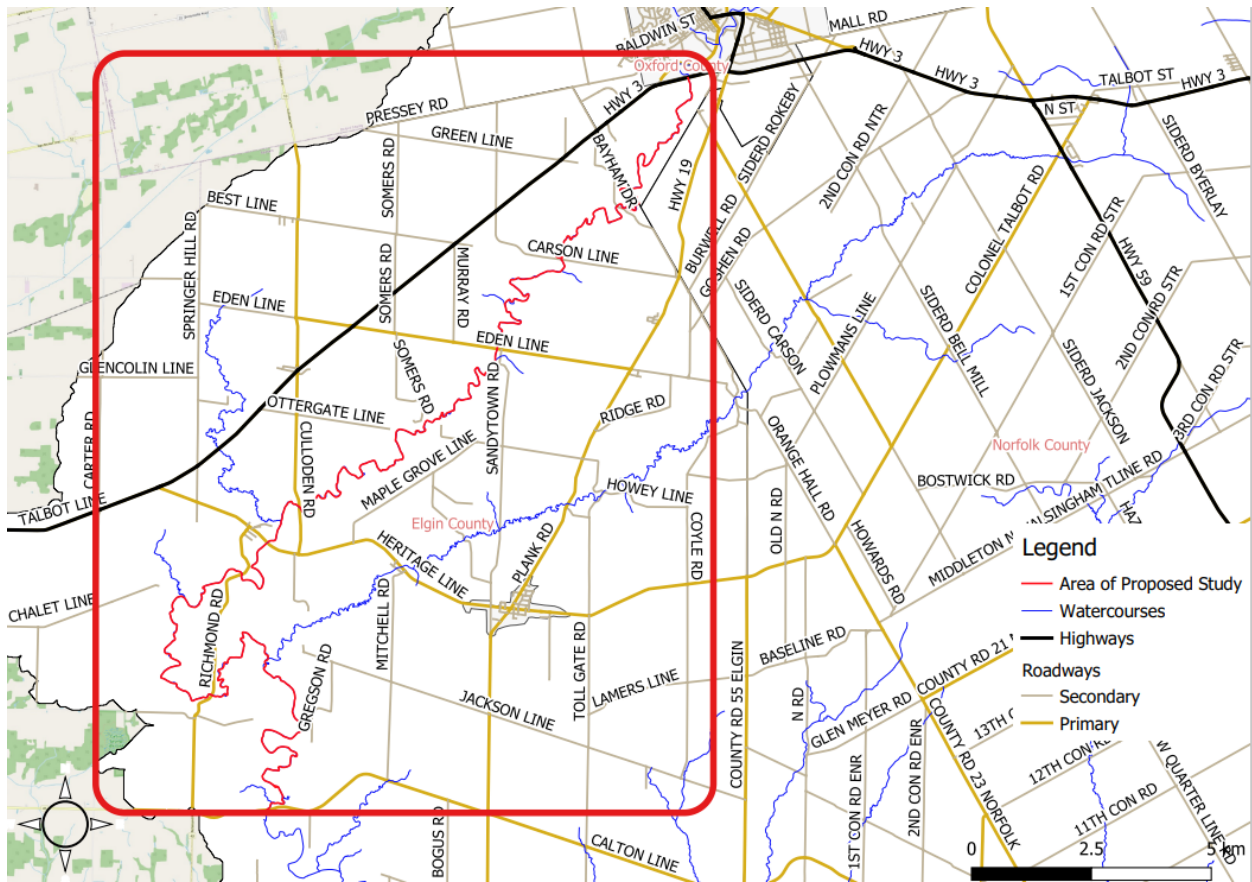 BALDWIN ST
MALL RD
Oxford County
HWY 3
HWY 3
HWY 3
TALBOT ST
HWY 3
N ST
PRESSEY RD
GREEN LINE
SOMERS RD
BAYHAM DR
HWY 19
SIDERD ROKEBY
2ND CON RD NTR
SIDERD BYERLAY
BEST LINE
SPRINGER HILL RD
CARSON LINE
BURWELL RD
GOSHEN RD
COLONEL TALBOT RD
1ST CON RD STR
HWY 59
2ND CON RD STR
SOMERS RD
MURRAY RD
EDEN LINE
EDEN LINE
SIDERD CARSON
PLOWMANS LINE
SIDERD BELL MILL
SIDERD JACKSON
3RD CON RD STR
GLENCOLIN LINE
SOMERS RD
OTTERGATE LINE
SANDYTOWN RD
RIDGE RD
CARTER RD
CULLODEN RD
MAPLE GROVE LINE
ORANGE HALL RD
Norfolk County
BOSTWICK RD
TALBOT LINE
Elgin County
HOWEY LINE
COYLE RD
OLD N RD
HOWARDS RD
HERITAGE LINE
PLANK RD
CHALET LINE
RICHMOND RD
MITCHELL RD
GREGSON RD
TOLL GATE RD
BASELINE RD
LAMERS LINE
JACKSON LINE
COUNTY RD 55 ELGIN
N RD
GLEN MEYER RD
COUNTY RD 21
COUNTY RD 23 NORFOLK
12TH CON RD
11TH CON RD
1ST CON RD ENR
2ND CON RD ENR
CALTON LINE
BOGUS RD
Legend
Area of Proposed Study
Watercourses
Highways
Roadways
Secondary
Primary
0 2.5 5 km